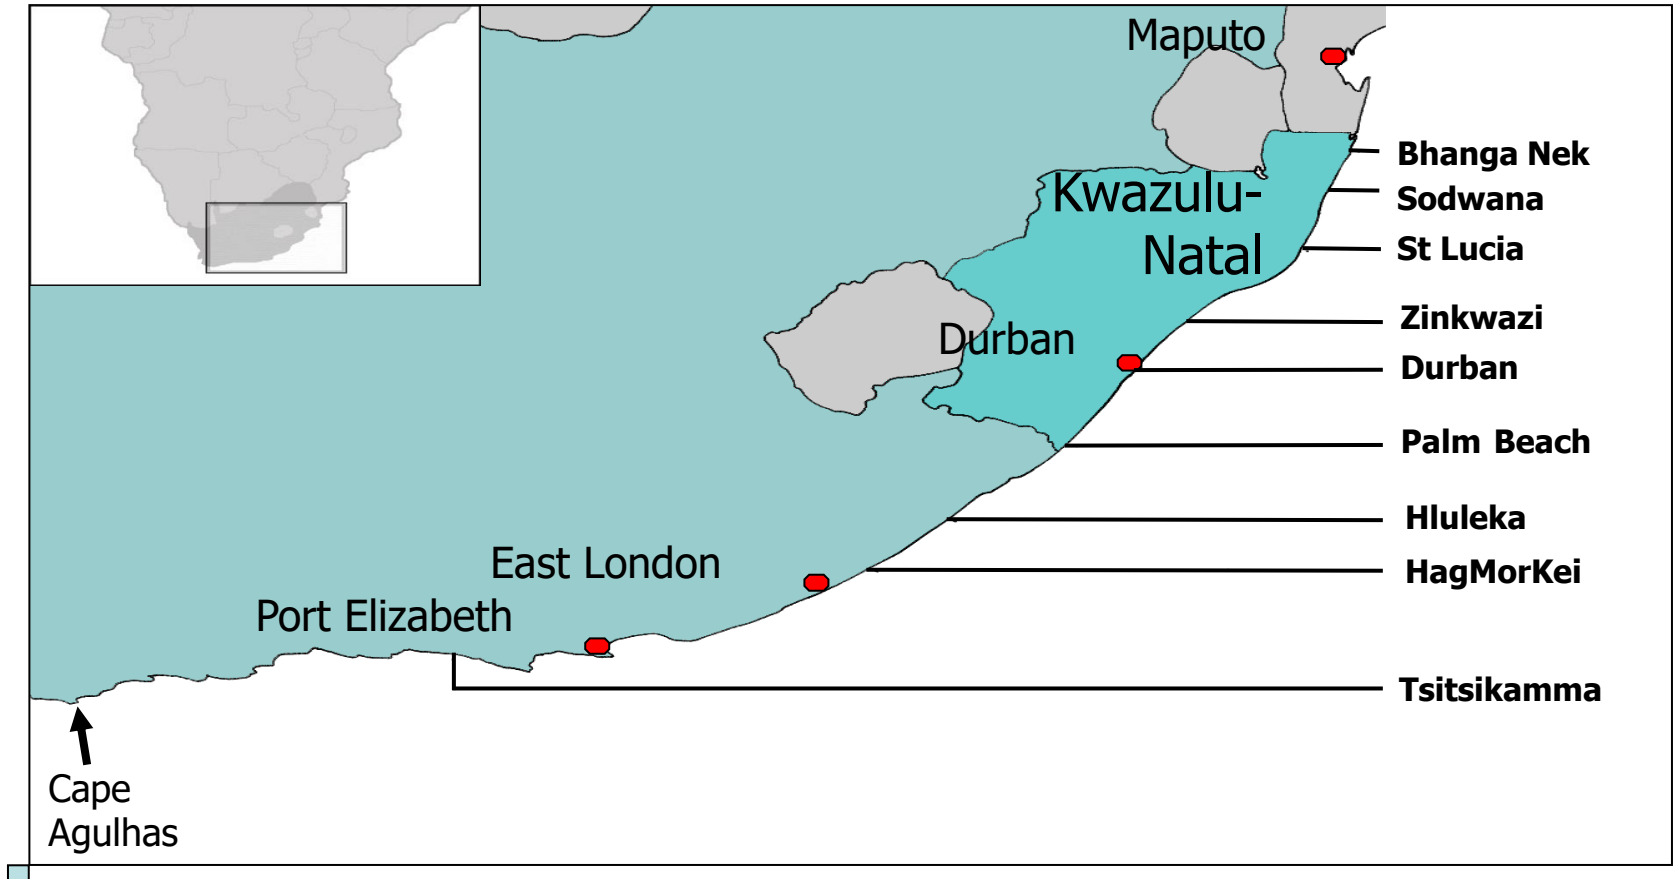 Maputo
Bhanga Nek
Kwazulu-
Natal
Sodwana
St Lucia
Zinkwazi
Durban
Durban
Palm Beach
Hluleka
East London
HagMorKei
Port Elizabeth
Tsitsikamma
Cape
Agulhas